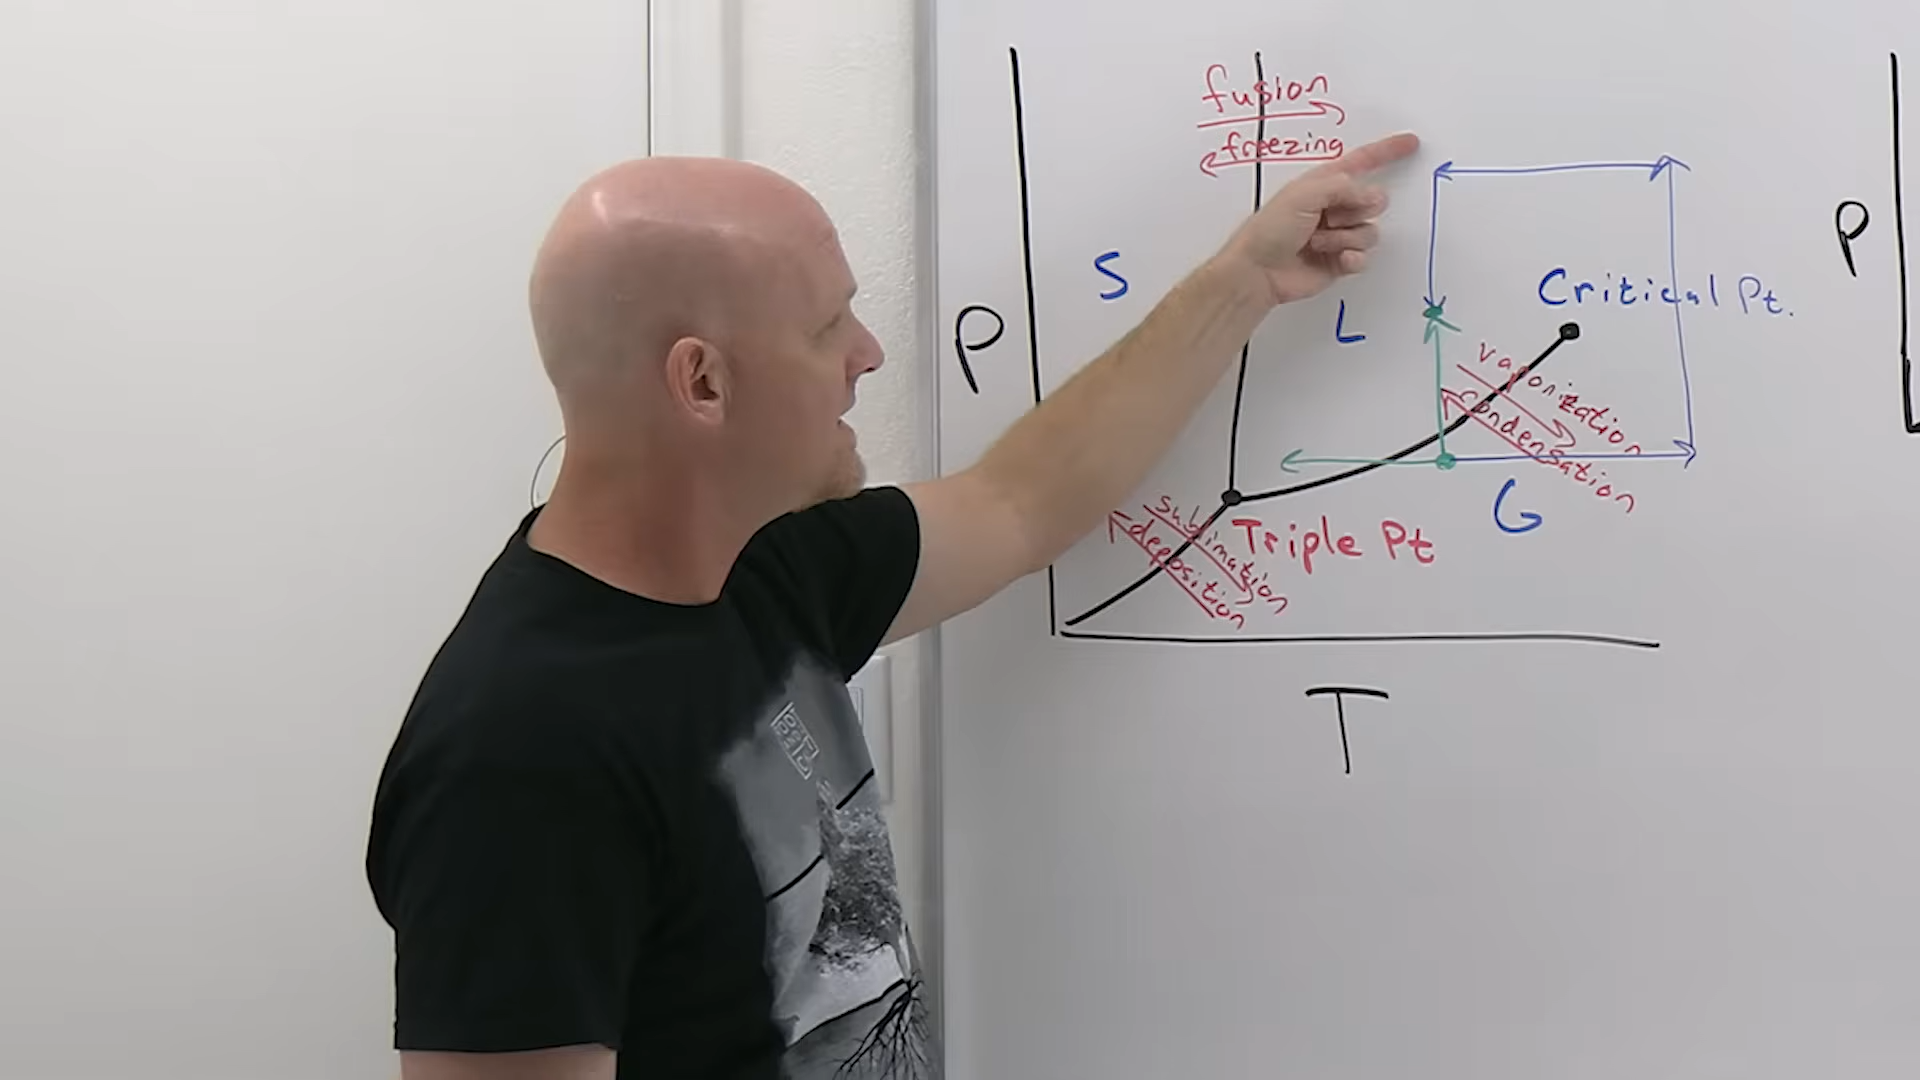 fusion
freezing
P
S
Critical Pt.
L
vaporization
condensation
G
sublimation
deposition
Triple Pt
T
P